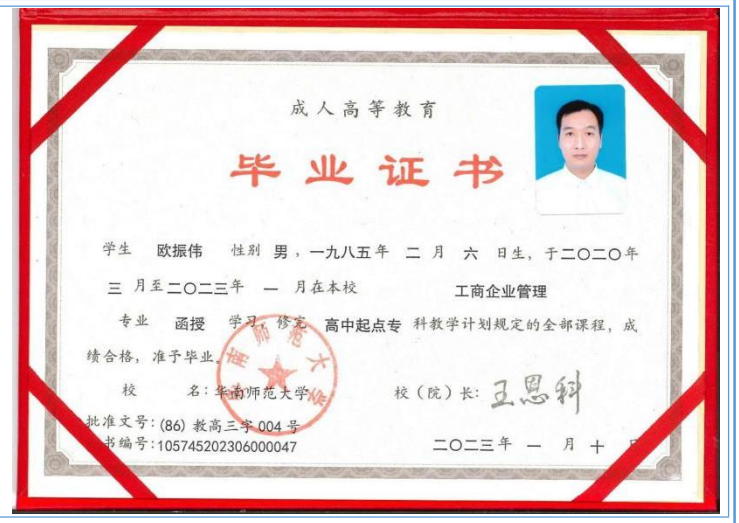 成人高等教育
毕业证书
学生 欧振伟 性别 男，一九八五年 二 月 六 日生，于二〇二〇年
三 月至二〇二三年 一 月在本校 工商企业管理
专业 函授 学习，修完 高中起点专 科教学计划规定的全部课程，成
绩合格，准予毕业。
校 名：华南师范大学 校（院）长：王恩科
批准文号：(86) 教高三字 004 号
书编号：105745202306000047 二〇二三年 一 月 十